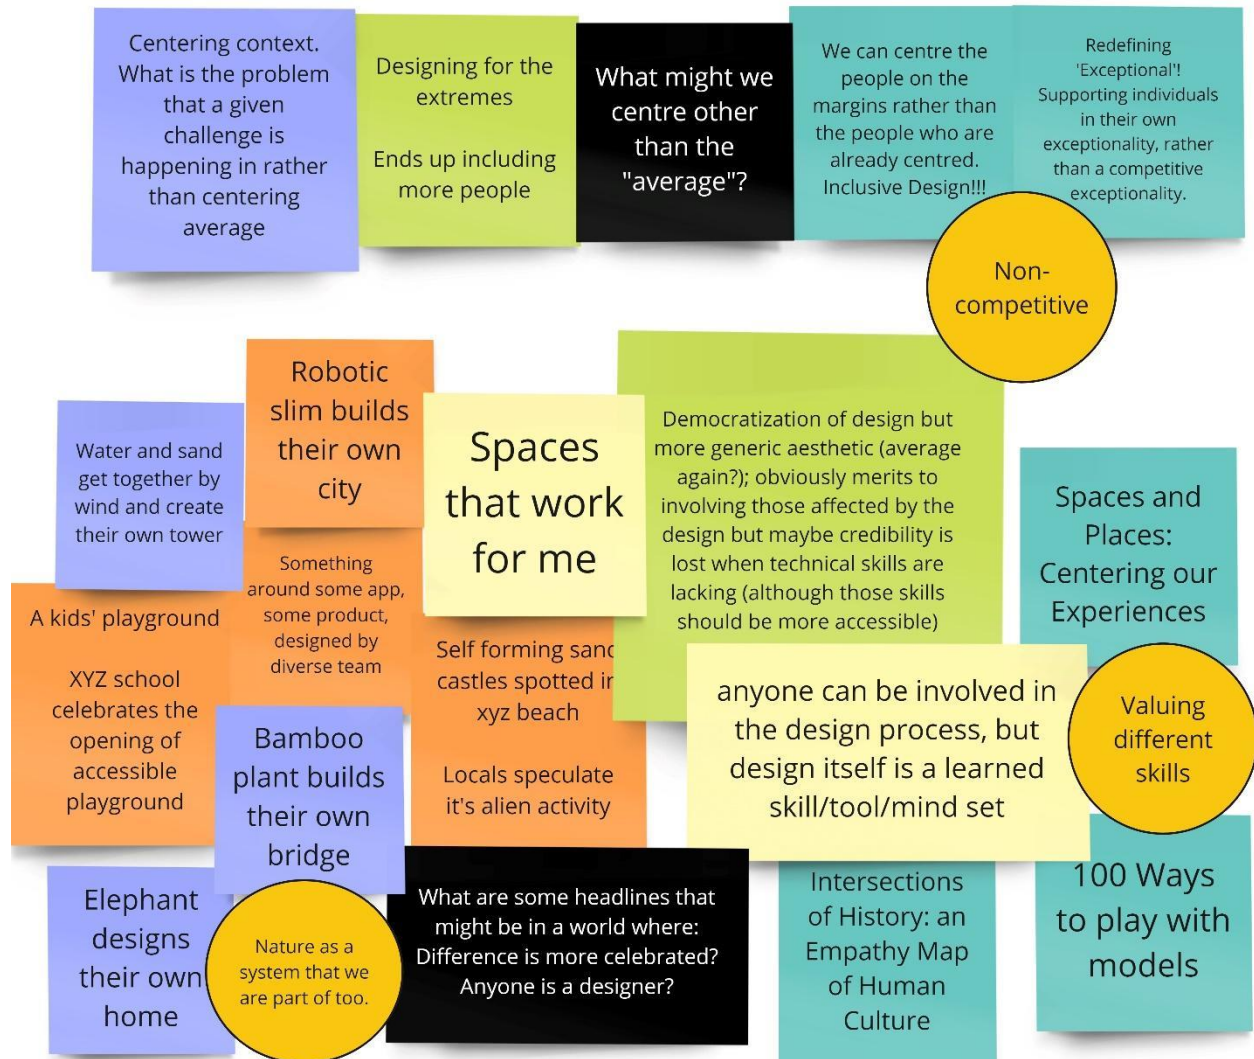 Centering context.
What is the problem
that a given
challenge is
happening in rather
than centering
average
Designing for the
extremes
Ends up including
more people
What might we
centre other
than the
"average"?
We can centre the
people on the
margins rather than
the people who are
already centred.
Inclusive Design!!!
Redefining
'Exceptional'!
Supporting individuals
in their own
exceptionality, rather
than a competitive
exceptionality.
Non-
competitive
Water and sand
get together by
wind and create
their own tower
Robotic
slim builds
their own
city
Spaces
that work
for me
Democratization of design but
more generic aesthetic (average
again?); obviously merits to
involving those affected by the
design but maybe credibility is
lost when technical skills are
lacking (although those skills
should be more accessible)
Spaces and
Places:
Centering our
Experiences
A kids' playground
XYZ school
celebrates the
opening of
accessible
playground
Something
around some app,
some product,
designed by
diverse team
Self forming sand
castles spotted in
xyz beach
Locals speculate
it's alien activity
anyone can be involved in
the design process, but
design itself is a learned
skill/tool/mind set
Valuing
different
skills
Bamboo
plant builds
their own
bridge
Elephant
designs
their own
home
Nature as a
system that we
are part of too.
What are some headlines that
might be in a world where:
Difference is more celebrated?
Anyone is a designer?
Intersections
of History: an
Empathy Map
of Human
Culture
100 Ways
to play with
models